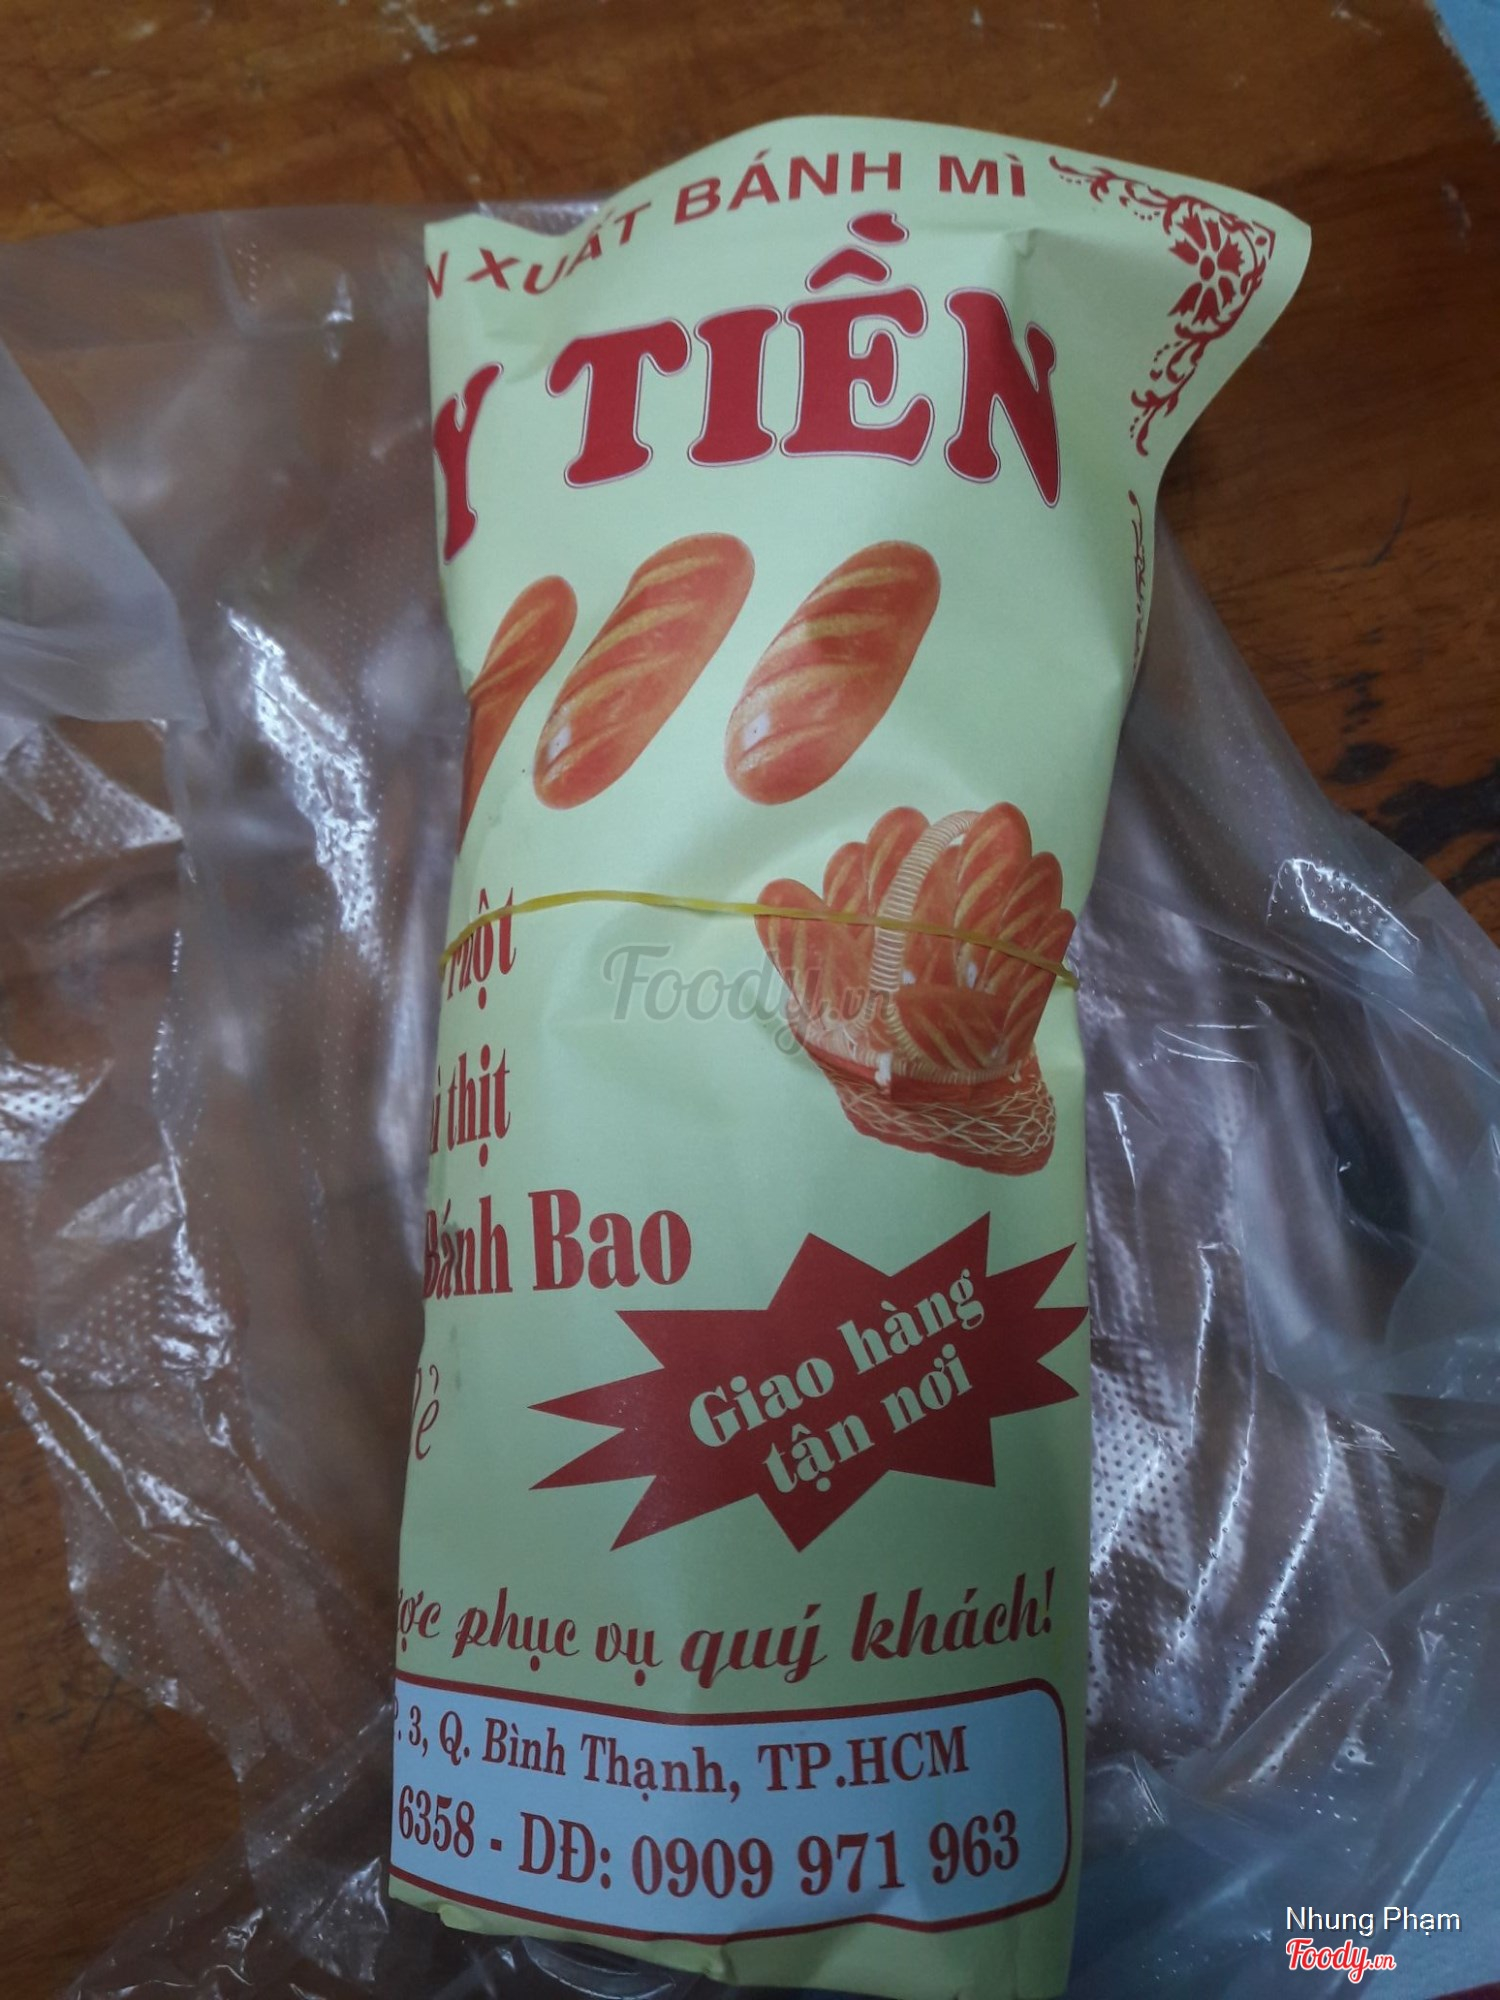 XUẤT BÁNH MÌ
Y TIỀN
ruột
thịt
Bánh Bao
Giao hàng
tận nơi
phục vụ quý khách!
P. 3, Q. Bình Thạnh, TP.HCM
6358 - DĐ: 0909 971 963
Foody.vn
Nhung Phạm
Foody.vn